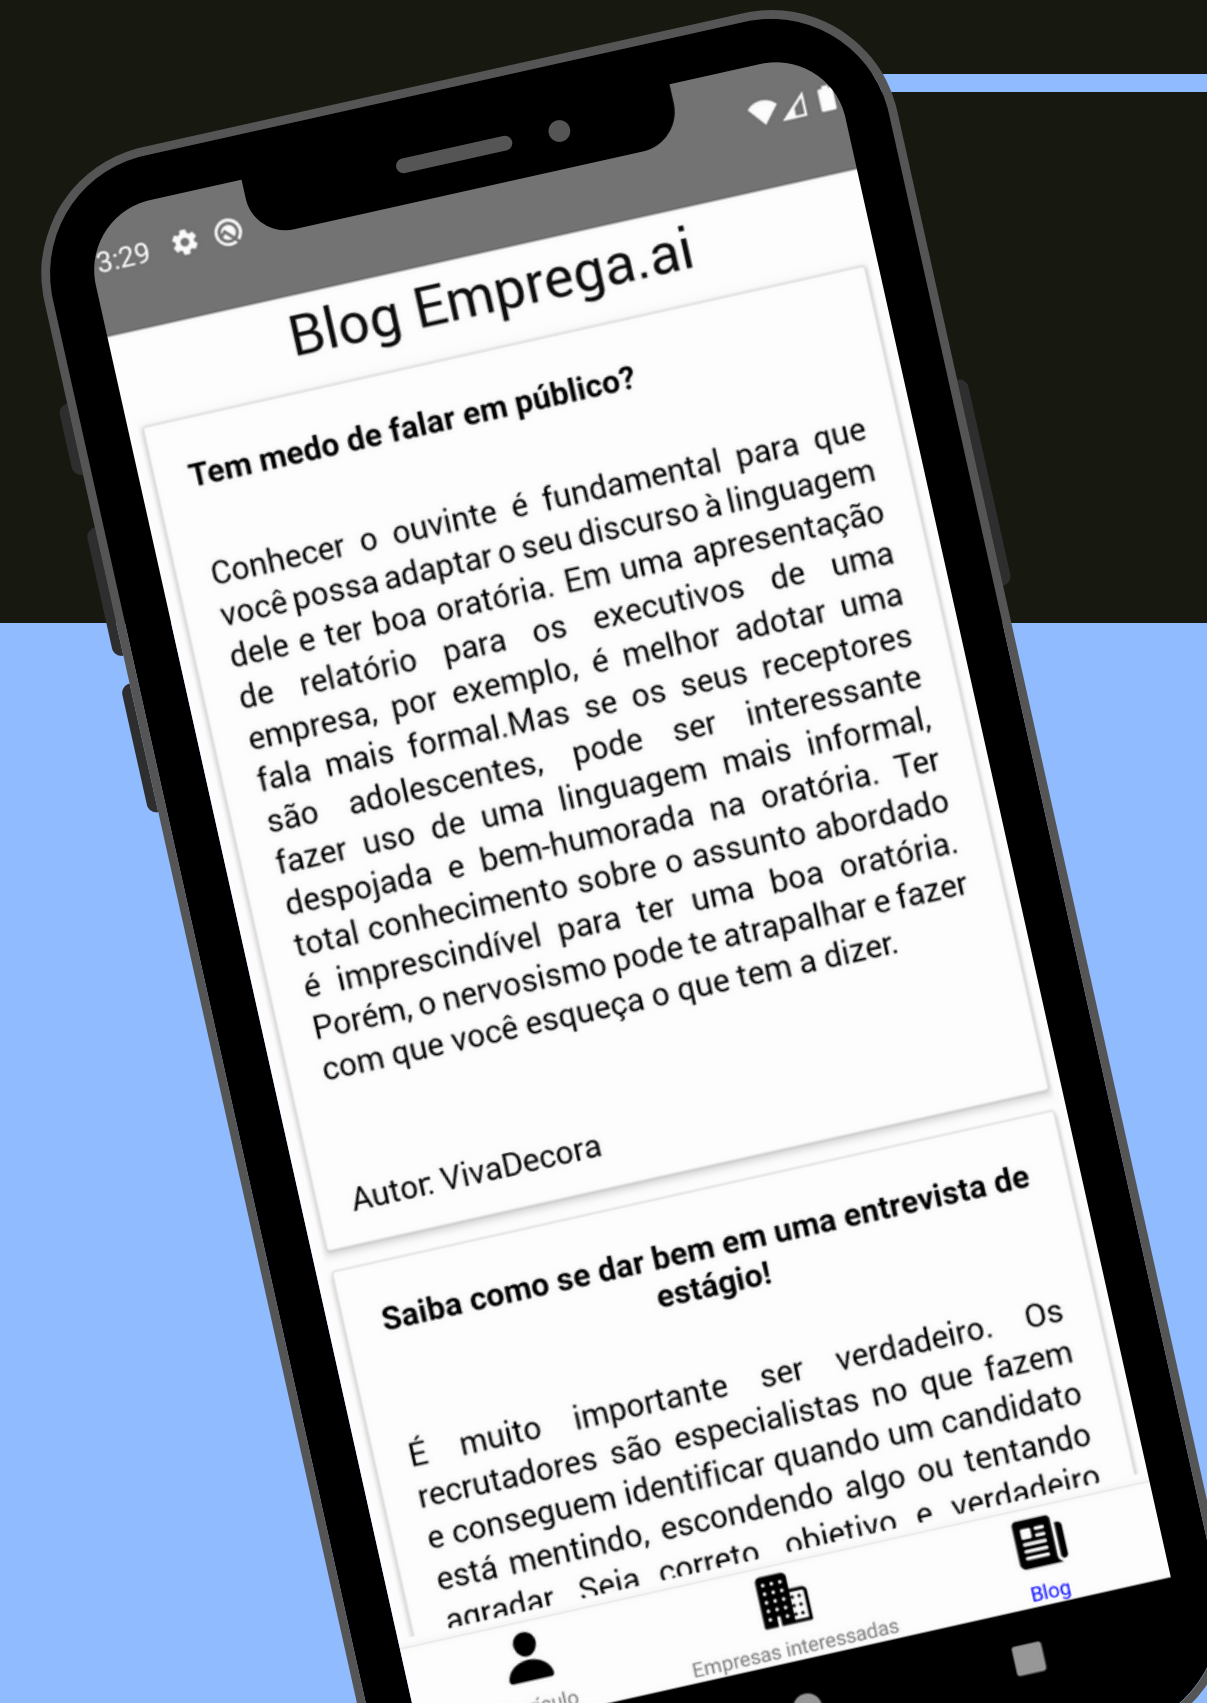 3:29
Blog Emprega.ai
Tem medo de falar em público?
Conhecer o ouvinte é fundamental para que
você possa adaptar o seu discurso à linguagem
dele e ter boa oratória. Em uma apresentação
de relatório para os executivos de uma
empresa, por exemplo, é melhor adotar uma
fala mais formal.Mas se os seus receptores
são adolescentes, pode ser interessante
fazer uso de uma linguagem mais informal,
despojada e bem-humorada na oratória. Ter
total conhecimento sobre o assunto abordado
é imprescindível para ter uma boa oratória.
Porém, o nervosismo pode te atrapalhar e fazer
com que você esqueça o que tem a dizer.
Autor: VivaDecora
Saiba como se dar bem em uma entrevista de
estágio!
É muito importante ser verdadeiro. Os
recrutadores são especialistas no que fazem
e conseguem identificar quando um candidato
está mentindo, escondendo algo ou tentando
agradar. Seja correto, objetivo e verdadeiro
Empresas interessadas
Blog